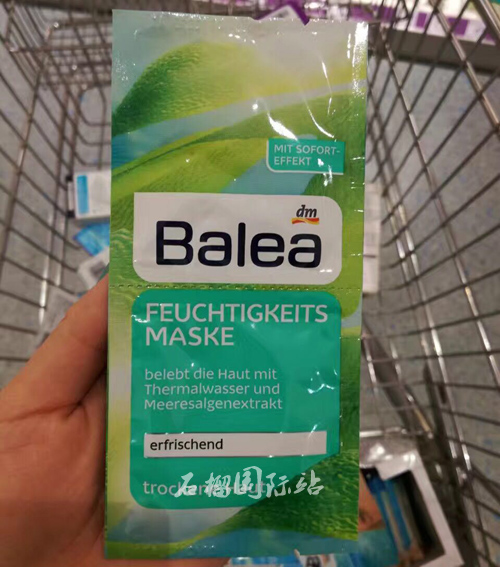 MIT SOFORT-
EFFEKT
dm
Balea
FEUCHTIGKEITS
MASKE
belebt die Haut mit
Thermalwasser und
Meeresalgenextrakt
erfrischend
石榴国际站